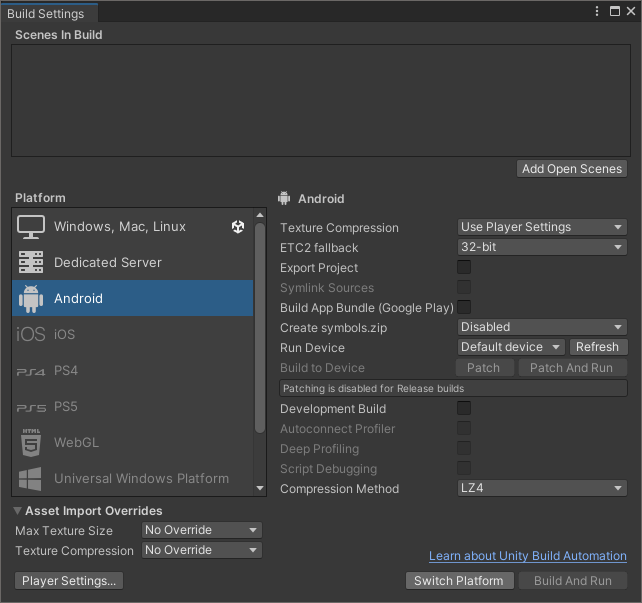 Build Settings
Scenes In Build
Add Open Scenes
Platform
Windows, Mac, Linux
Dedicated Server
Android
iOS iOS
PS4 PS4
PS5 PS5
HTML 5 WebGL
Universal Windows Platform
Android
Texture Compression Use Player Settings
ETC2 fallback 32-bit
Export Project
Symlink Sources
Build App Bundle (Google Play)
Create symbols.zip Disabled
Run Device Default device Refresh
Build to Device Patch Patch And Run
Patching is disabled for Release builds
Development Build
Autoconnect Profiler
Deep Profiling
Script Debugging
Compression Method LZ4
Asset Import Overrides
Max Texture Size No Override
Texture Compression No Override
Learn about Unity Build Automation
Player Settings... Switch Platform Build And Run